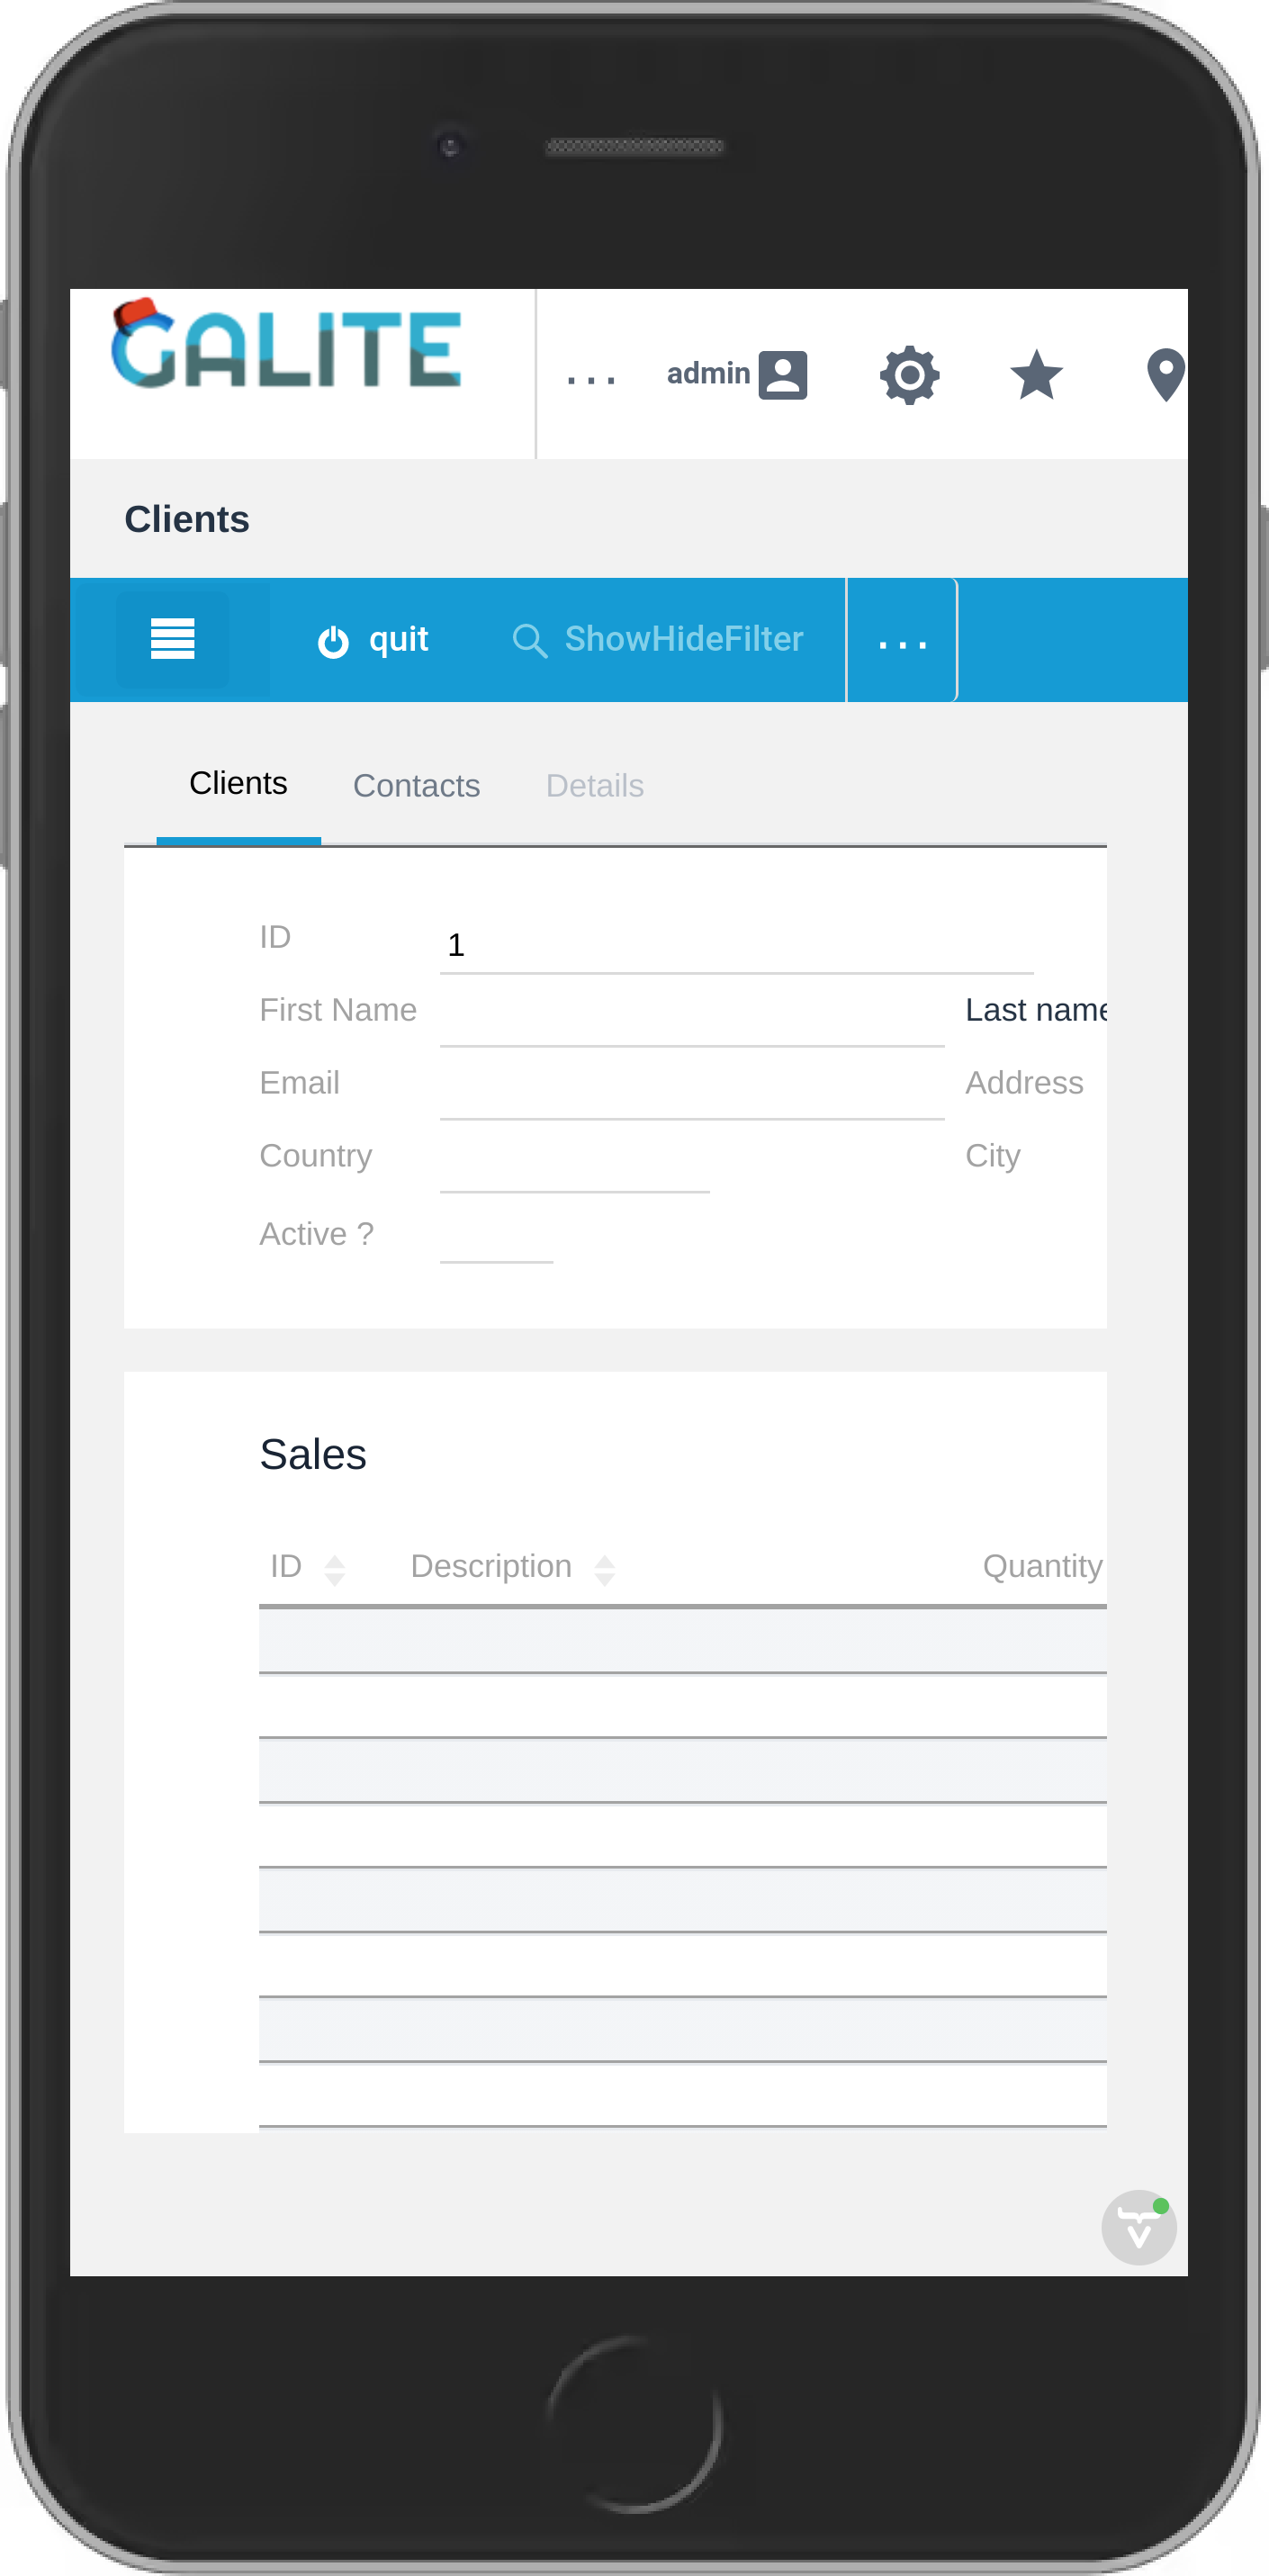 GALITE
... admin
Clients
quit ShowHideFilter ...
Clients Contacts Details
ID 1
First Name Last name
Email Address
Country City
Active ?
Sales
ID Description Quantity